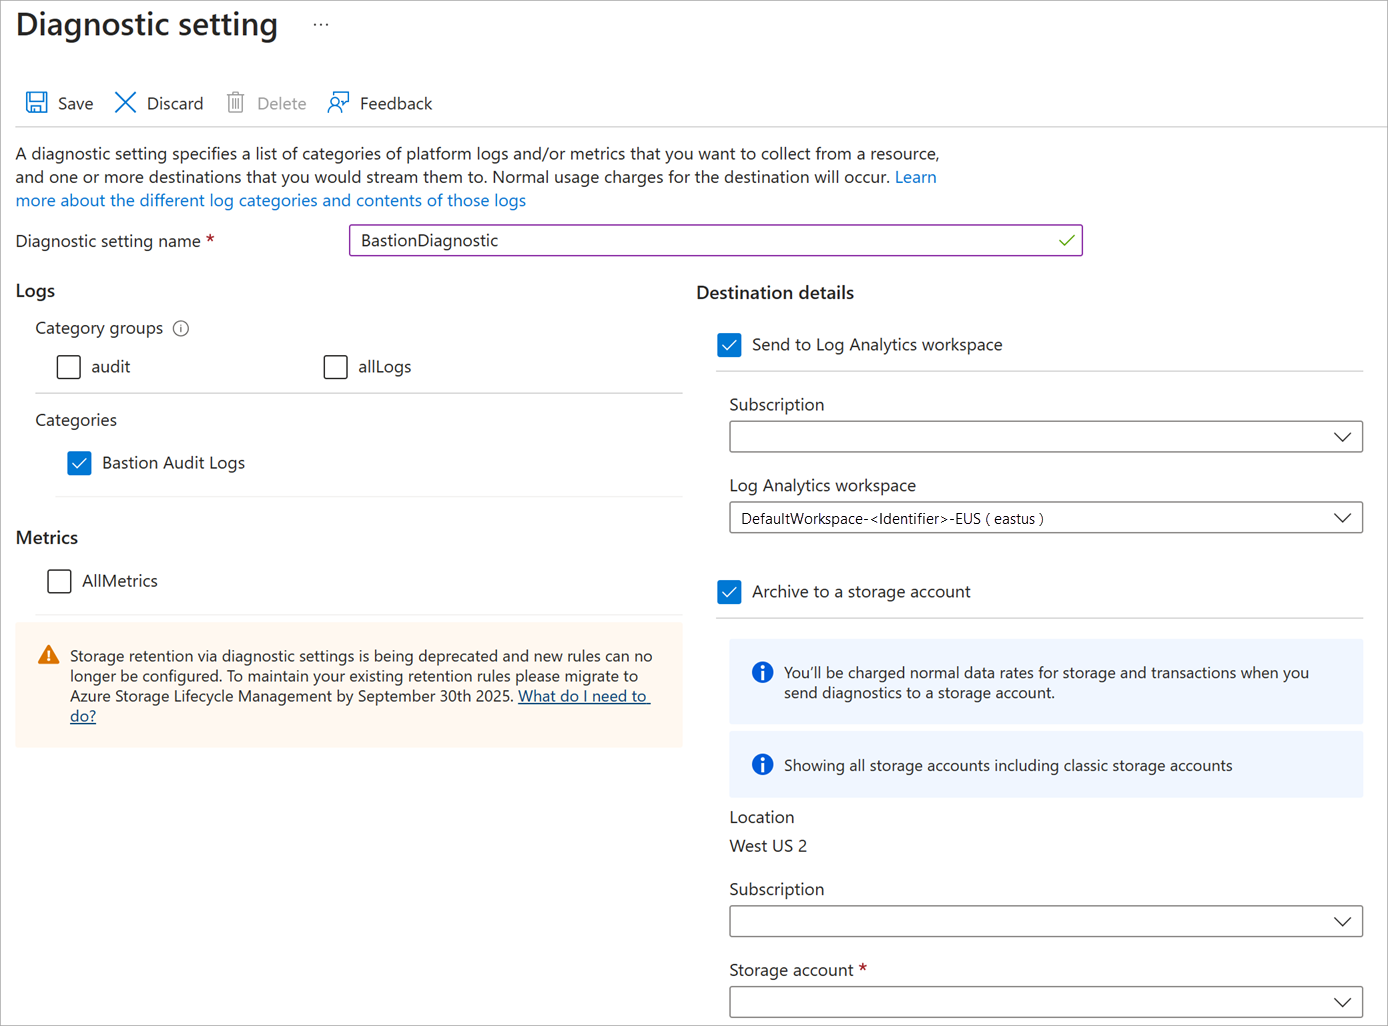 Diagnostic setting ...
Save Discard Delete Feedback
A diagnostic setting specifies a list of categories of platform logs and/or metrics that you want to collect from a resource,
and one or more destinations that you would stream them to. Normal usage charges for the destination will occur. Learn
more about the different log categories and contents of those logs
Diagnostic setting name *
BastionDiagnostic
Logs
Category groups
audit allLogs
Categories
Bastion Audit Logs
Metrics
AllMetrics
Storage retention via diagnostic settings is being deprecated and new rules can no
longer be configured. To maintain your existing retention rules please migrate to
Azure Storage Lifecycle Management by September 30th 2025. What do I need to
do?
Destination details
Send to Log Analytics workspace
Subscription
Log Analytics workspace
DefaultWorkspace-<Identifier>-EUS ( eastus )
Archive to a storage account
You'll be charged normal data rates for storage and transactions when you
send diagnostics to a storage account.
Showing all storage accounts including classic storage accounts
Location
West US 2
Subscription
Storage account *